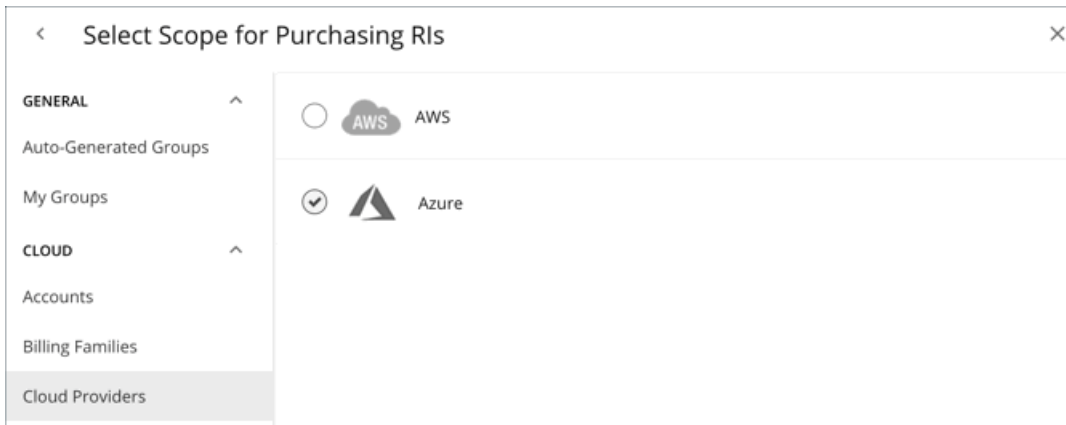 Select Scope for Purchasing RIs
GENERAL
Auto-Generated Groups
My Groups
CLOUD
Accounts
Billing Families
Cloud Providers
AWS AWS
Azure